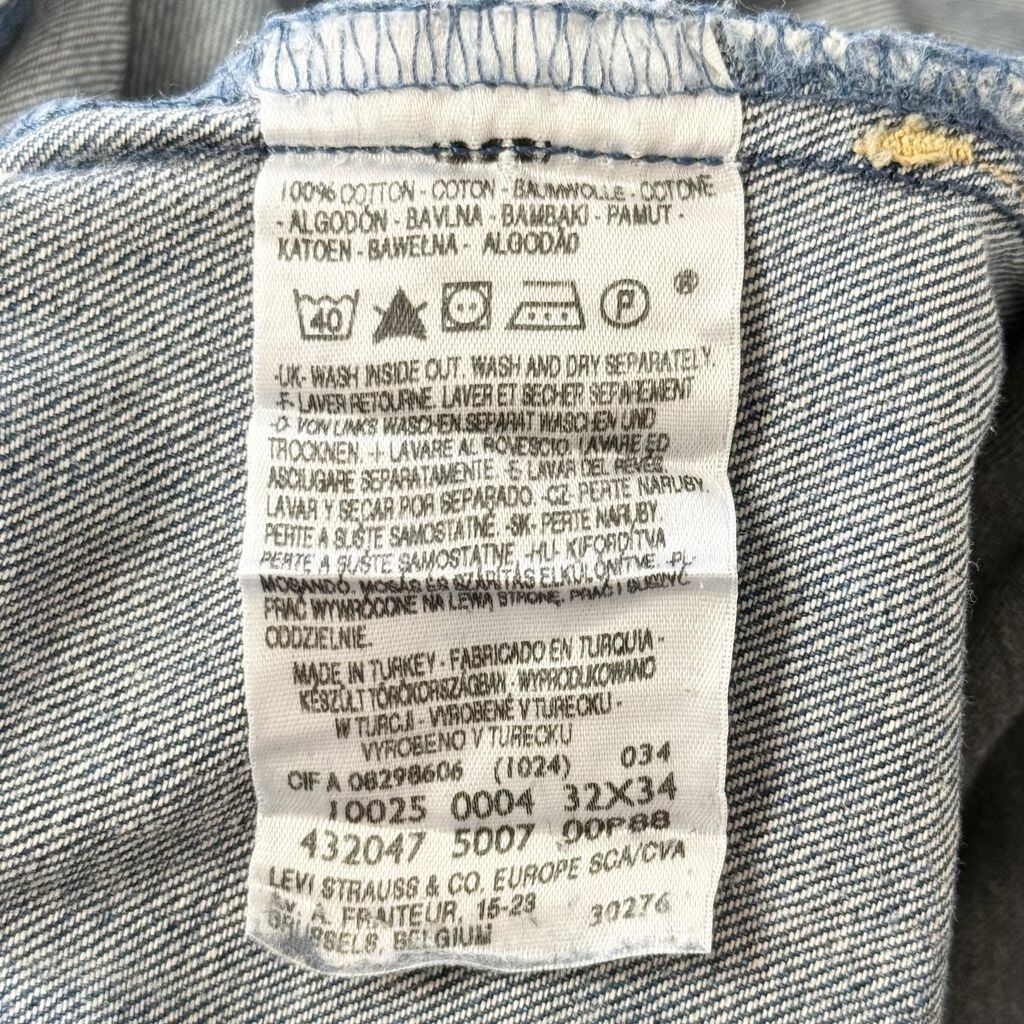 100% COTTON - COTON - BAUMWOLLE - COTONE
- ALGODÓN - BAVLNA - BAMBAKI - PAMUT -
KATOEN - BAWEŁNA - ALGODÃO
40 P ®
-UK- WASH INSIDE OUT. WASH AND DRY SEPARATELY.
-F- LAVER RETOURNE. LAVER ET SECHER SEPAREMENT
-D- VON LINKS WASCHEN.SEPARAT WASCHEN UND
TROCKNEN. -I- LAVARE AL ROVESCIO. LAVARE ED
ASCIUGARE SEPARATAMENTE. -E- LAVAR DEL REVES.
LAVAR Y SECAR POR SEPARADO. -CZ- PERTE NARUBY.
PERTE A SUŠTE SAMOSTATNĚ. -SK- PERTE NARUBY.
PERTE A SUŠTE SAMOSTATNE. -HU- KIFORDÍTVA
MOSANDÓ. MOSÁS ÉS SZÁRÍTÁS ELKÜLÖNÍTVE. -PL-
PRAĆ WYWRÓCONE NA LEWĄ STRONĘ, PRAĆ I SUSZYĆ
ODDZIELNIE.
MADE IN TURKEY - FABRICADO EN TURQUIA -
KÉSZÜLT TÖRÖKORSZÁGBAN - WYPRODUKOWANO
W TURCJI - VYROBENÉ V TURECKU -
VYROBENO V TURECKU
CIF A 08298606 (1024) 034
10025 0004 32X34
432047 5007 00P88
LEVI STRAUSS & CO. EUROPE SCA/CVA
AV. A. FRAITEUR, 15-23 30276
BRUSSELS, BELGIUM